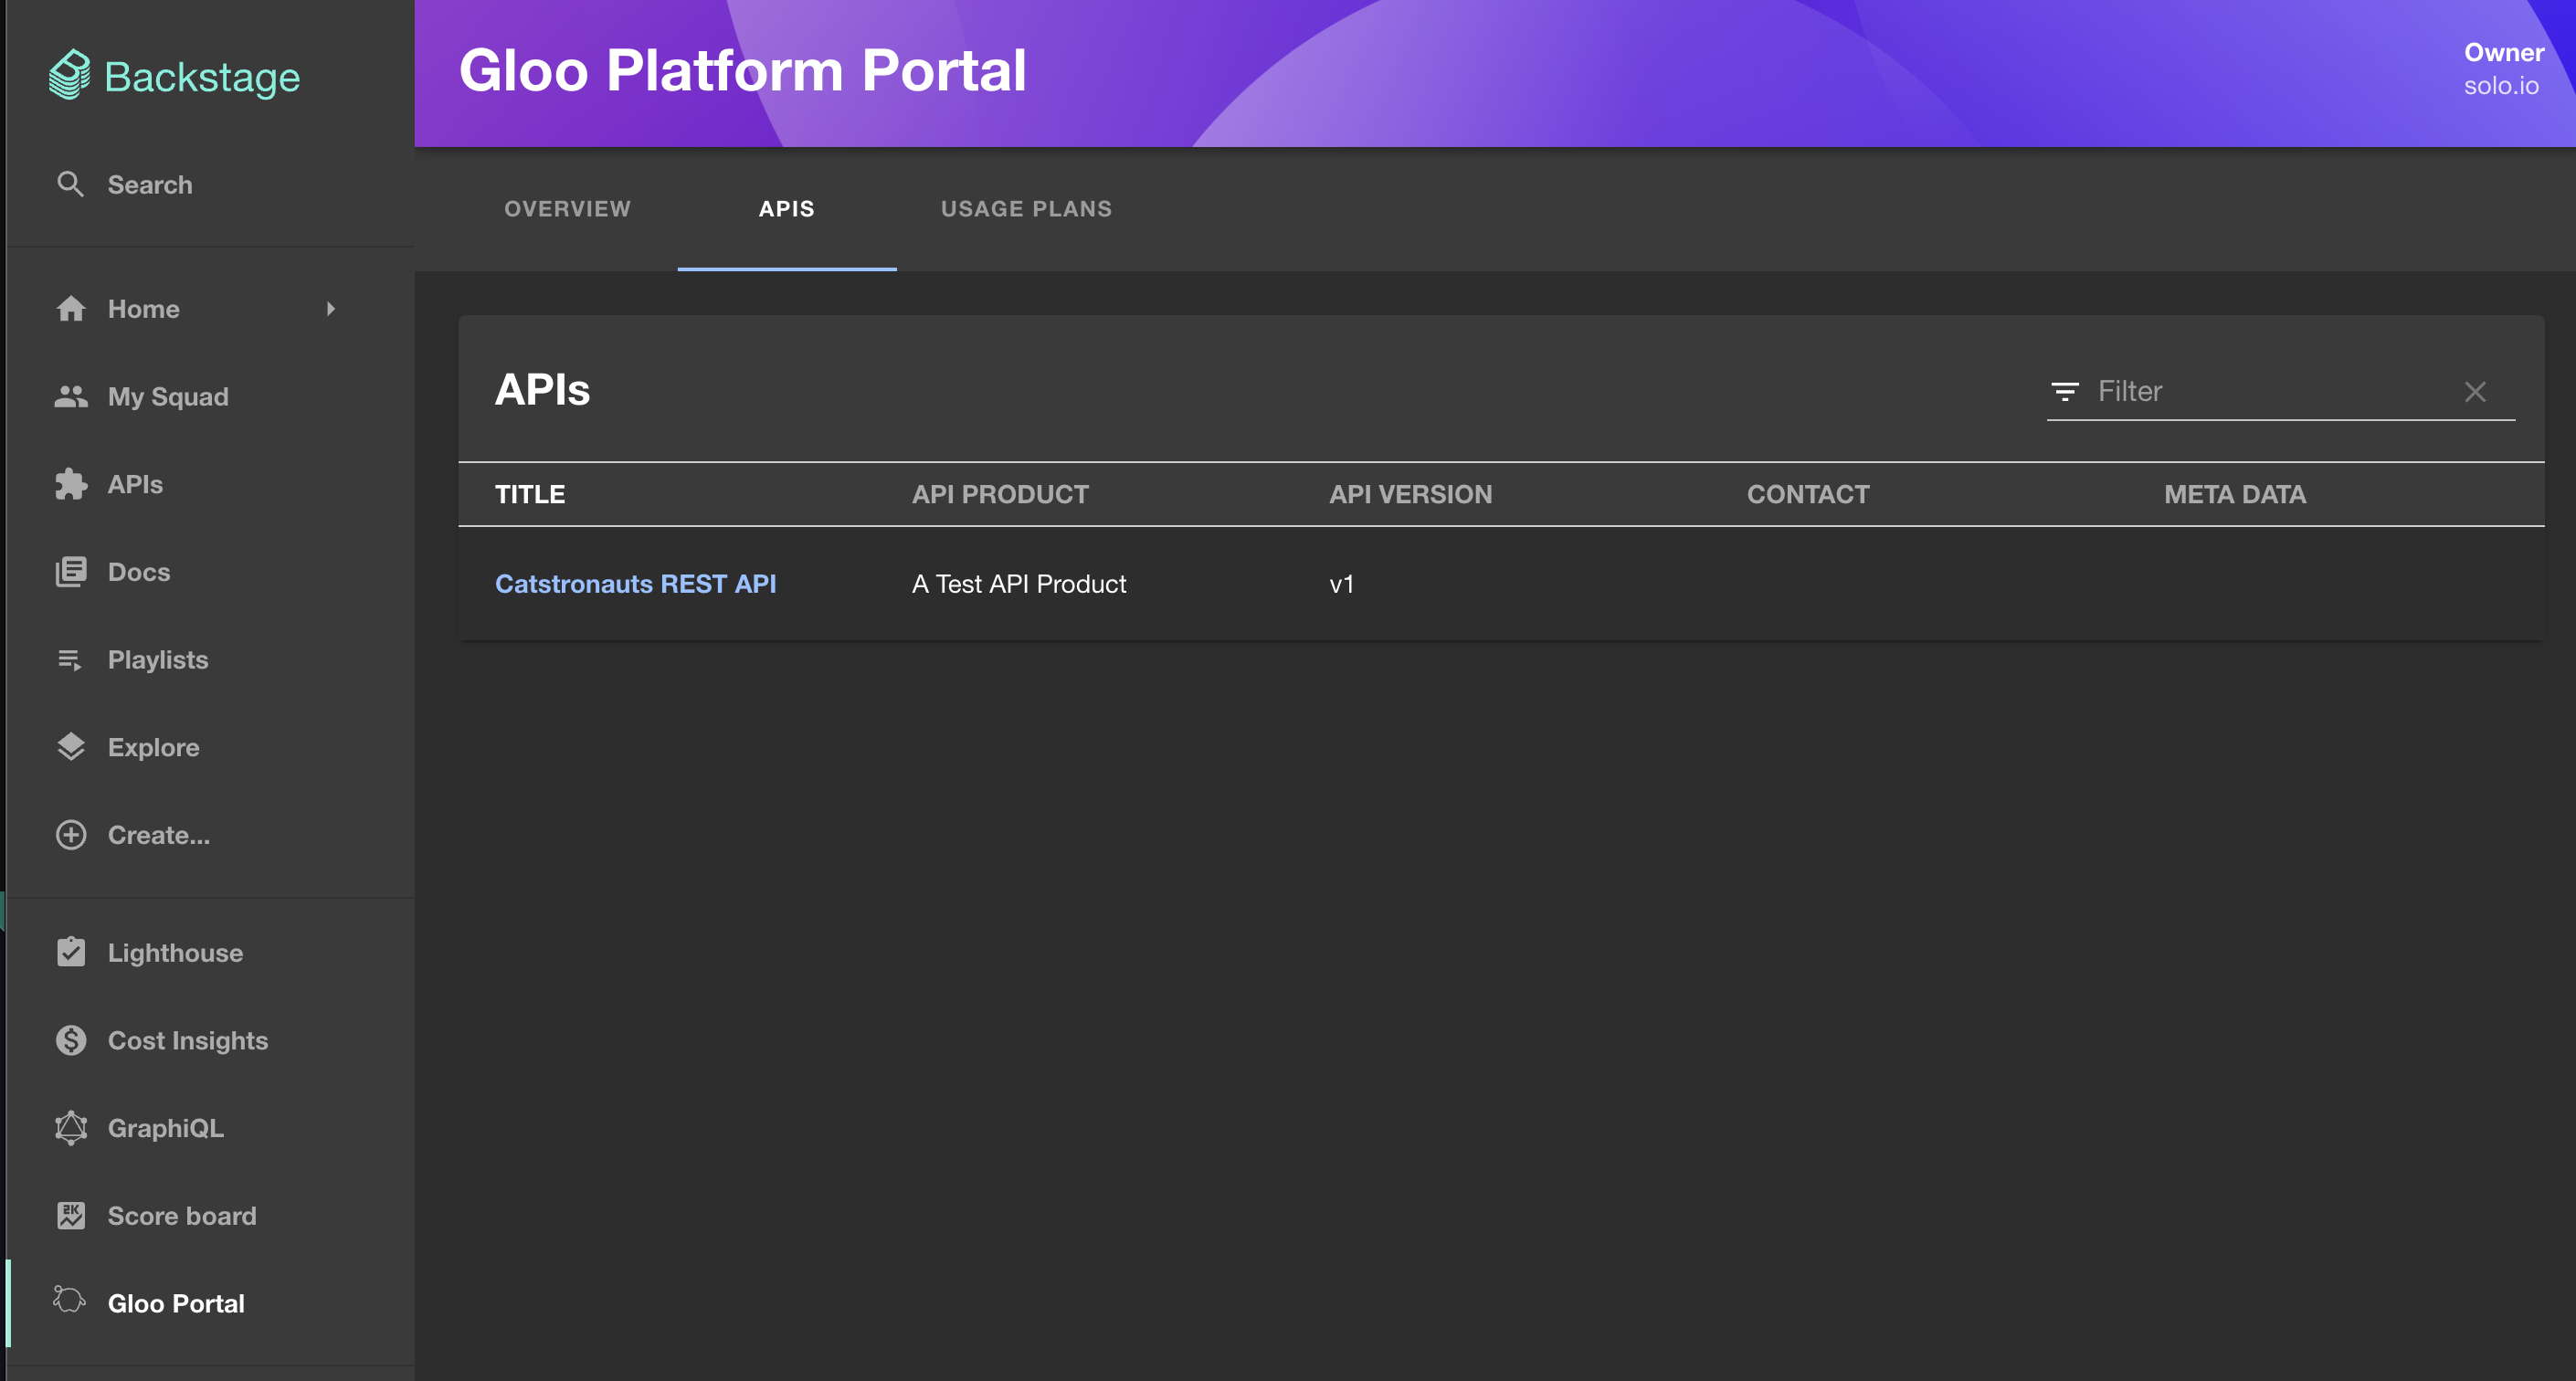 Backstage
Search
Home
My Squad
APIs
Docs
Playlists
Explore
Create...
Lighthouse
Cost Insights
GraphiQL
2K
Score board
Gloo Portal
Gloo Platform Portal
Owner
solo.io
OVERVIEW APIS USAGE PLANS
APIs
Filter
TITLE API PRODUCT API VERSION CONTACT META DATA
Catstronauts REST API A Test API Product v1